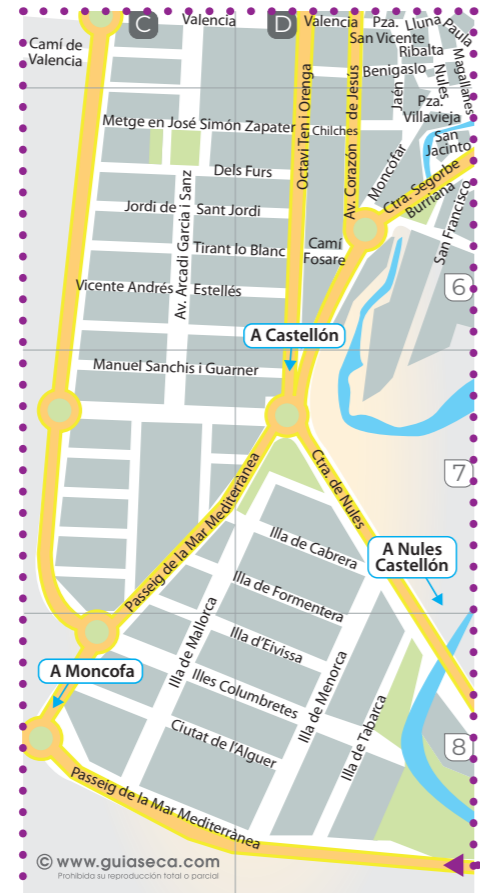 C
Valencia
D
Valencia
Pza. Lluna
Paula
San Vicente
Ribalta
Magallanes
Camí de
Valencia
Benigaslo
Nules
Jaén
Pza.
Villavieja
Octavi Ten i Orenga
Av. Corazón de Jesús
Metge en José Simón Zapater
Chilches
San
Jacinto
Moncófar
Ctra. Segorbe
Burriana
San Francisco
Dels Furs
Jordi de Sant Jordi
Av. Arcadi García i Sanz
Tirant lo Blanc
Camí
Fosare
Vicente Andrés Estellés
6
A Castellón
Manuel Sanchis i Guarner
7
Passeig de la Mar Mediterrànea
Ctra. de Nules
Illa de Cabrera
A Nules
Castellón
Illa de Formentera
Illa de Mallorca
Illa d'Eivissa
A Moncofa
Illes Columbretes
Illa de Menorca
Illa de Tabarca
Ciutat de l'Alguer
8
Passeig de la Mar Mediterrànea
© www.guiaseca.com
Prohibida su reproducción total o parcial